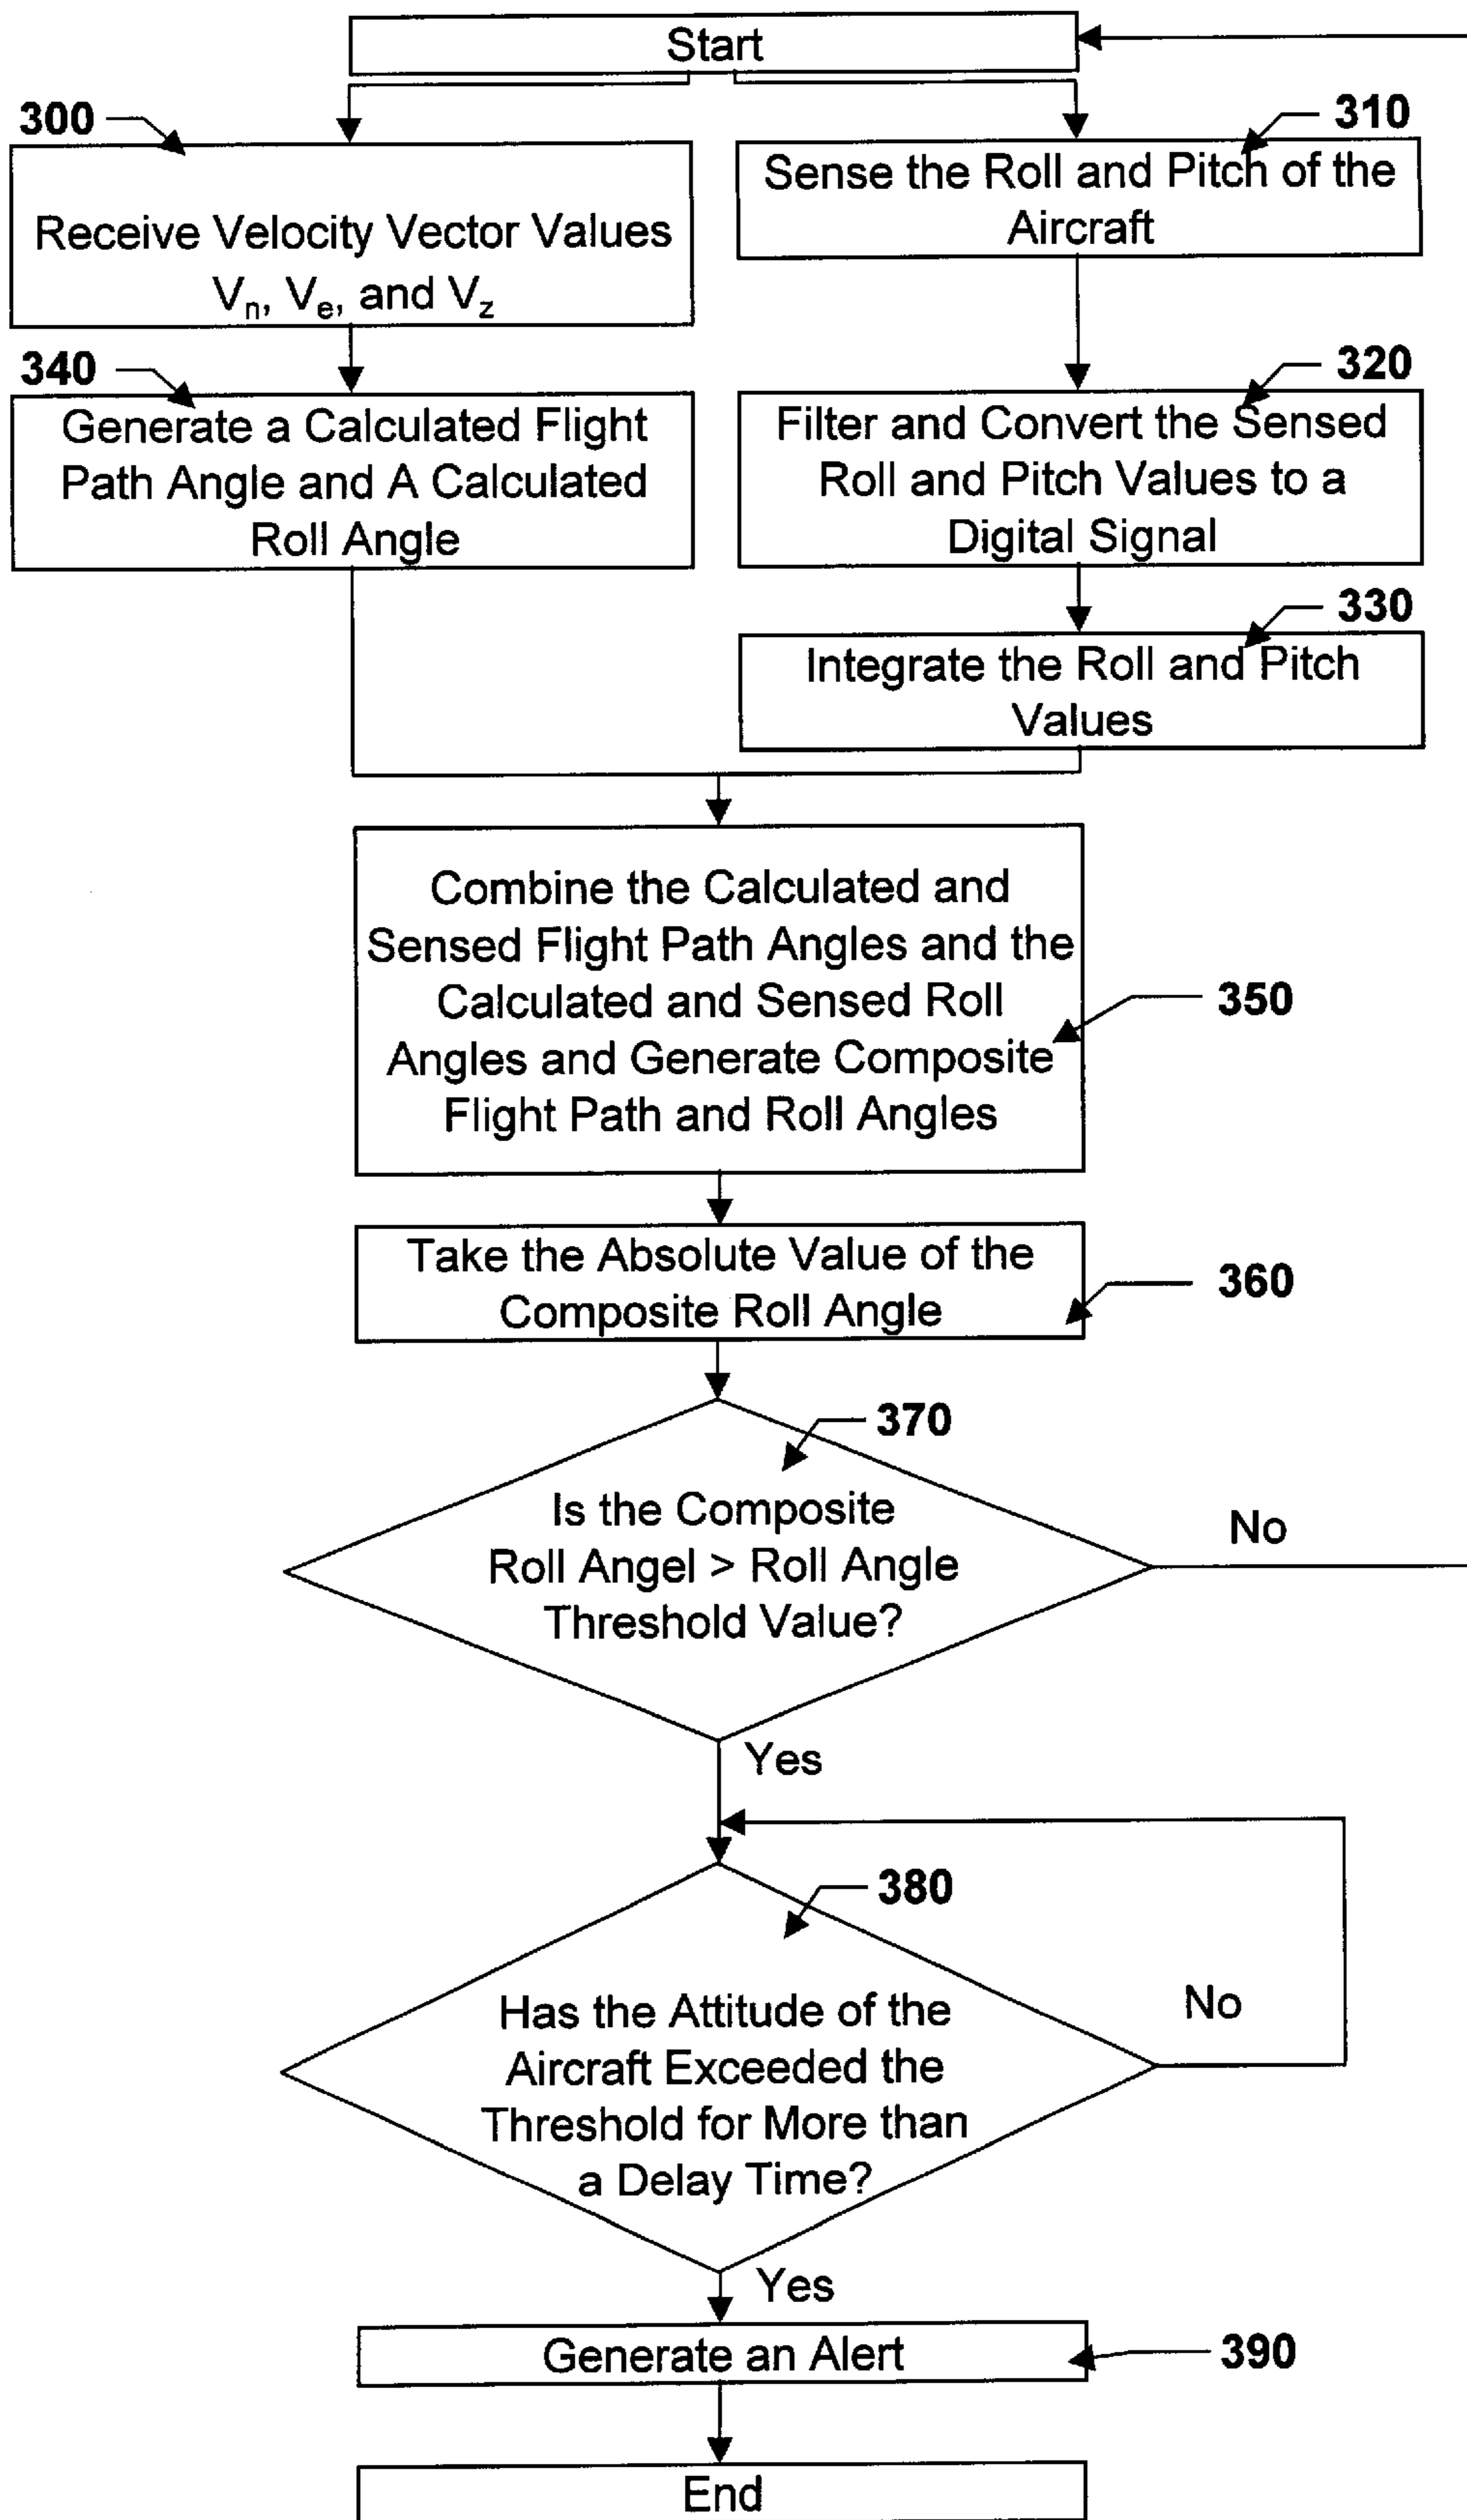 Start
300
310
Receive Velocity Vector Values
Vn, Ve, and Vz
Sense the Roll and Pitch of the
Aircraft
340
320
Generate a Calculated Flight
Path Angle and A Calculated
Roll Angle
Filter and Convert the Sensed
Roll and Pitch Values to a
Digital Signal
330
Integrate the Roll and Pitch
Values
Combine the Calculated and
Sensed Flight Path Angles and the
Calculated and Sensed Roll
Angles and Generate Composite
Flight Path and Roll Angles
350
Take the Absolute Value of the
Composite Roll Angle
360
370
Is the Composite
Roll Angel > Roll Angle
Threshold Value?
No
Yes
380
Has the Attitude of the
Aircraft Exceeded the
Threshold for More than
a Delay Time?
No
Yes
Generate an Alert
390
End